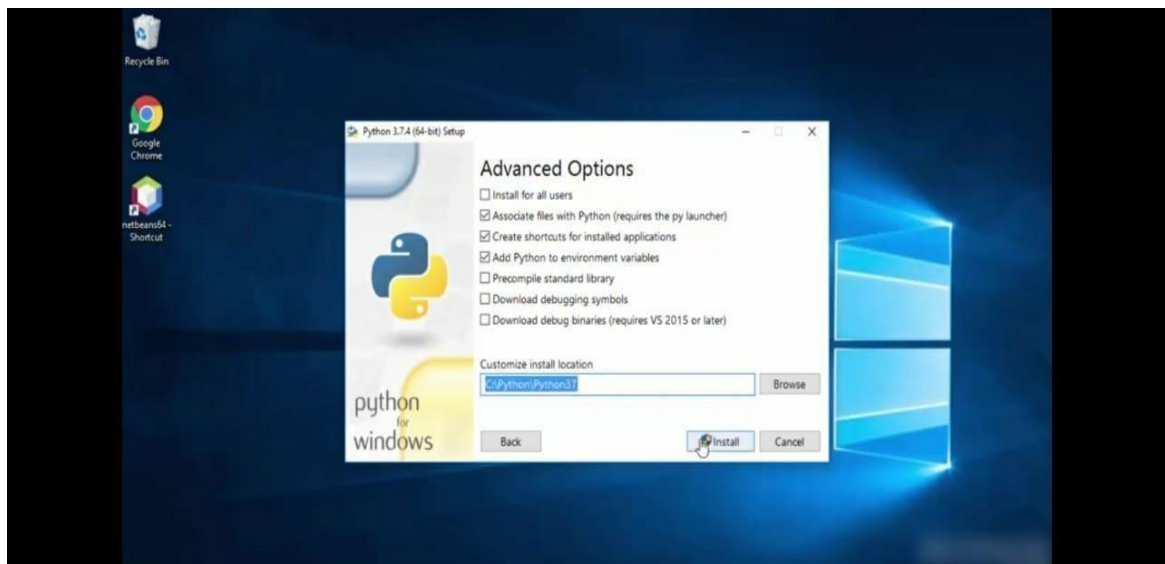 Recycle Bin
Google
Chrome
netbeans64 -
Shortcut
Python 3.7.4 (64-bit) Setup
Advanced Options
Install for all users
Associate files with Python (requires the py launcher)
Create shortcuts for installed applications
Add Python to environment variables
Precompile standard library
Download debugging symbols
Download debug binaries (requires VS 2015 or later)
Customize install location
C:\Python\Python37
Browse
python
for
windows
Back
Install
Cancel